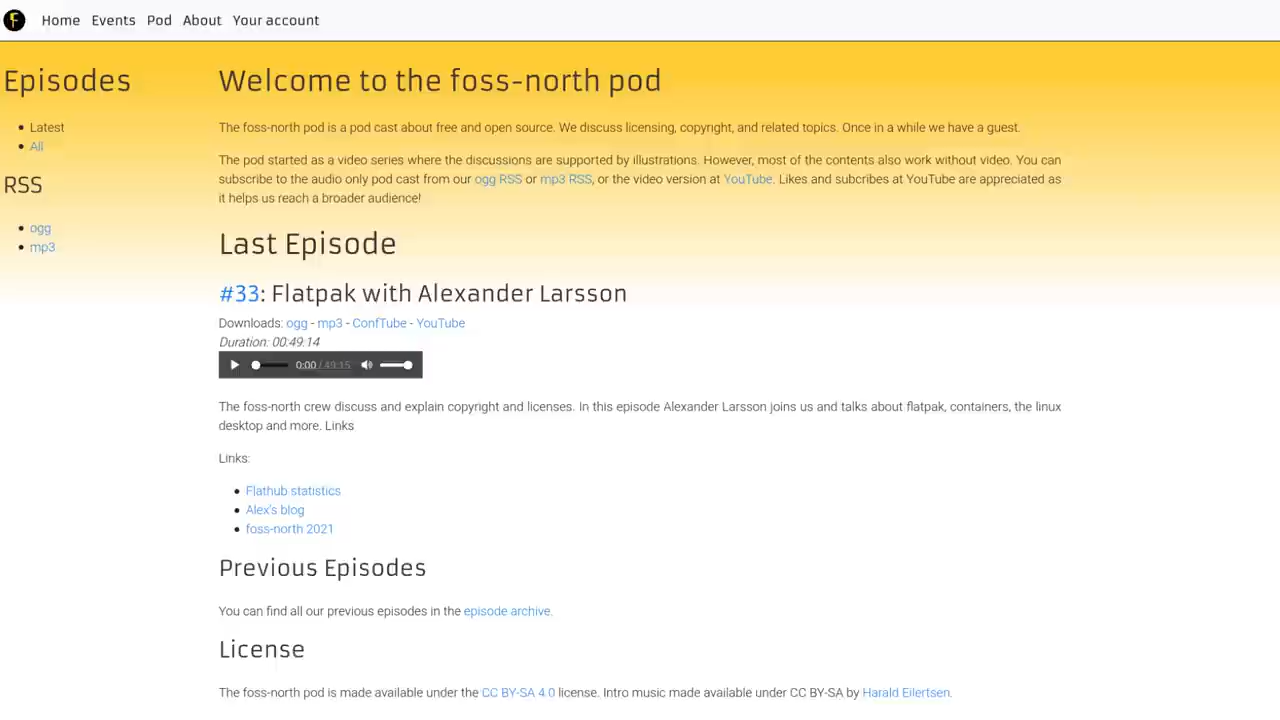 Home Events Pod About Your account
Episodes
Latest
All
RSS
ogg
mp3
Welcome to the foss-north pod
The foss-north pod is a pod cast about free and open source. We discuss licensing, copyright, and related topics. Once in a while we have a guest.
The pod started as a video series where the discussions are supported by illustrations. However, most of the contents also work without video. You can
subscribe to the audio only pod cast from our ogg RSS or mp3 RSS, or the video version at YouTube. Likes and subcribes at YouTube are appreciated as
it helps us reach a broader audience!
Last Episode
#33: Flatpak with Alexander Larsson
Downloads: ogg - mp3 - ConfTube - YouTube
Duration: 00:49:14
0:00 / 49:15
The foss-north crew discuss and explain copyright and licenses. In this episode Alexander Larsson joins us and talks about flatpak, containers, the linux
desktop and more. Links
Links:
Flathub statistics
Alex's blog
foss-north 2021
Previous Episodes
You can find all our previous episodes in the episode archive.
License
The foss-north pod is made available under the CC BY-SA 4.0 license. Intro music made available under CC BY-SA by Harald Eilertsen.